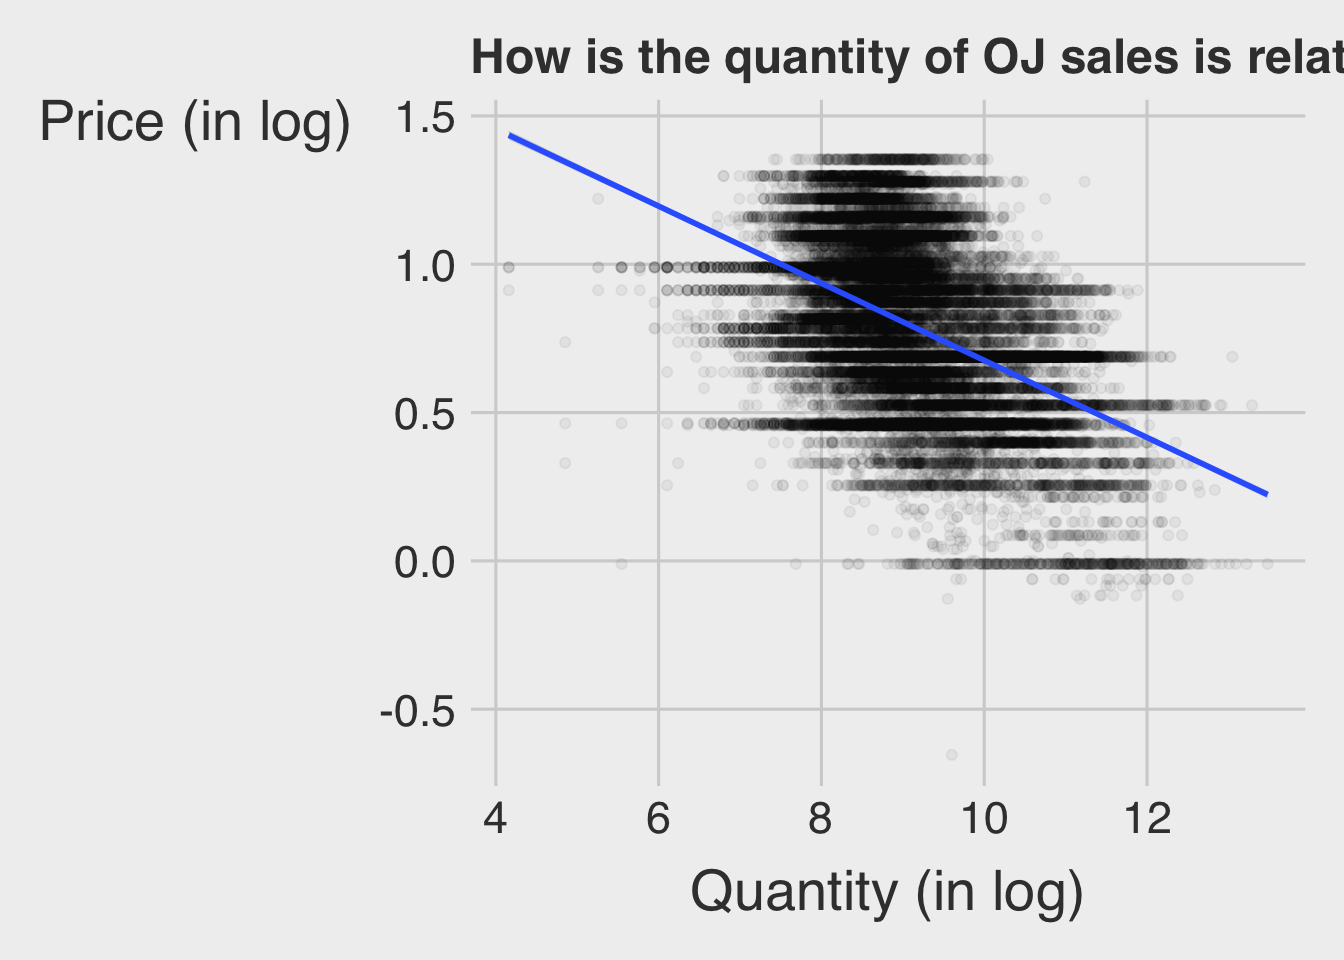 How is the quantity of OJ sales is relat
Price (in log)
1.5
1.0
0.5
0.0
-0.5
4 6 8 10 12
Quantity (in log)